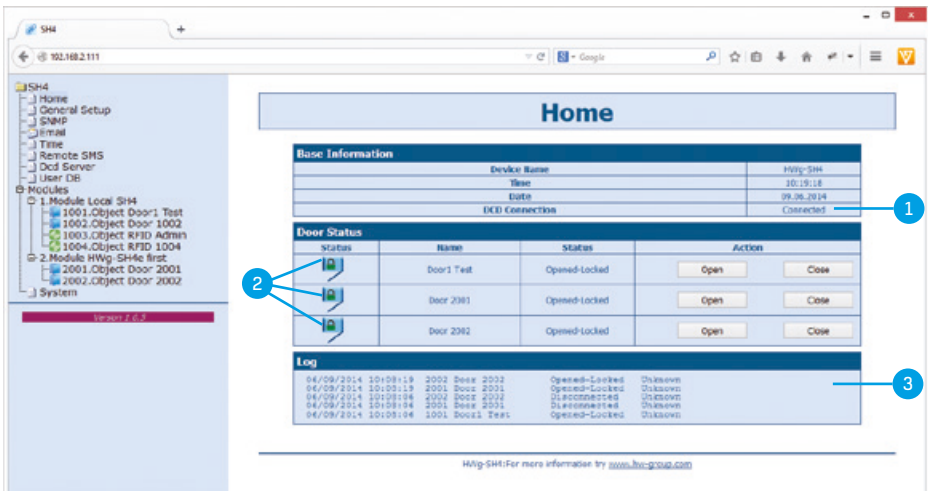 SH4
192.168.2.111
Google
SH4
Home
General Setup
SNMP
Email
Time
Remote SMS
Dcd Server
User DB
Modules
1.Module Local SH4
1001.Object Door1 Test
1002.Object Door 1002
1003.Object RFID Admin
1004.Object RFID 1004
2.Module HWg-SH4e first
2001.Object Door 2001
2002.Object Door 2002
System
Version 1.0.3
Home
Base Information
Device Name HWg-SH4
Time 10:19:18
Date 09.06.2014
DCD Connection Connected
1
Door Status
Status Name Status Action
Door1 Test Opened-Locked Open Close
2
Door 2001 Opened-Locked Open Close
Door 2002 Opened-Locked Open Close
Log
06/09/2014 10:08:19 2002 Door 2002 Opened-Locked Unknown
06/09/2014 10:08:19 2001 Door 2001 Opened-Locked Unknown
06/09/2014 10:08:06 2002 Door 2002 Disconnected Unknown
06/09/2014 10:08:06 2001 Door 2001 Disconnected Unknown
06/09/2014 10:08:06 1001 Door1 Test Opened-Locked Unknown
3
HWg-SH4:For more information try www.hw-group.com